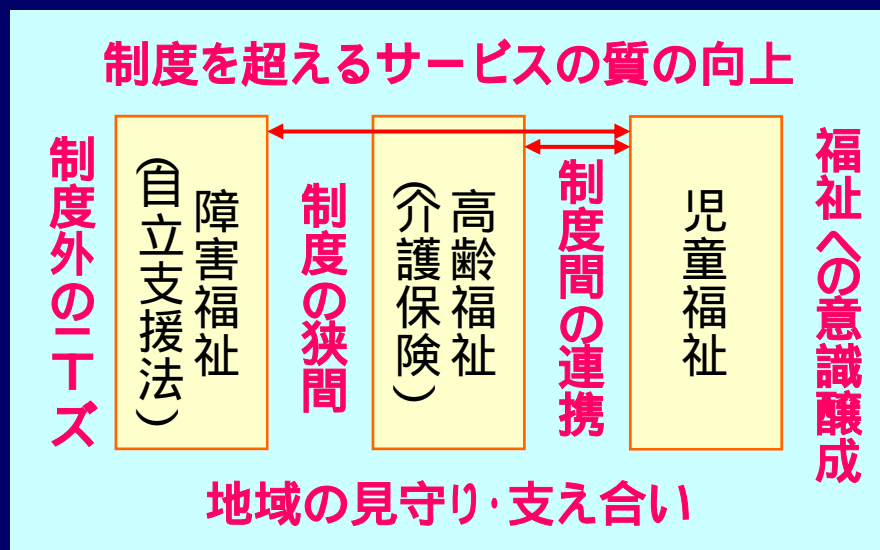 制度を超えるサービスの質の向上
制度外のニーズ
障害福祉
(自立支援法)
制度の狭間
高齢福祉
(介護保険)
制度間の連携
児童福祉
福祉への意識醸成
地域の見守り・支え合い